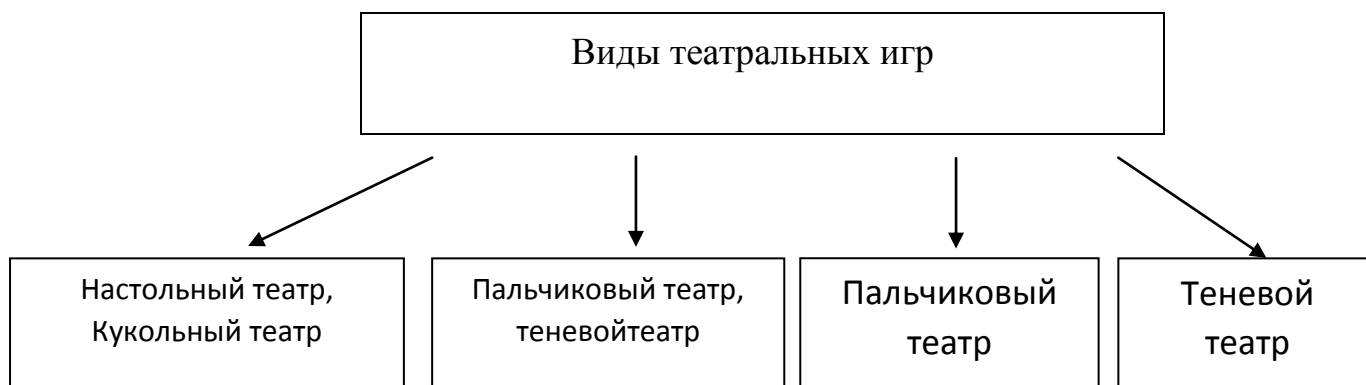 Виды театральных игр
Настольный театр,
Кукольный театр
Пальчиковый театр,
теневойтеатр
Пальчиковый
театр
Теневой
театр